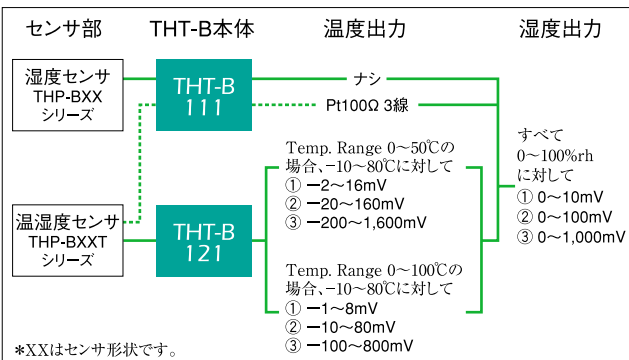 センサ部
THT-B本体
温度出力
湿度出力
湿度センサ
THP-BXX
シリーズ
THT-B
111
ナシ
Pt100Ω 3線
温湿度センサ
THP-BXXT
シリーズ
THT-B
121
Temp. Range 0〜50℃の
場合、−10〜80℃に対して
① −2〜16mV
② −20〜160mV
③ −200〜1,600mV
Temp. Range 0〜100℃の
場合、−10〜80℃に対して
① −1〜8mV
② −10〜80mV
③ −100〜800mV
すべて
0〜100%rh
に対して
① 0〜10mV
② 0〜100mV
③ 0〜1,000mV
*XXはセンサ形状です。